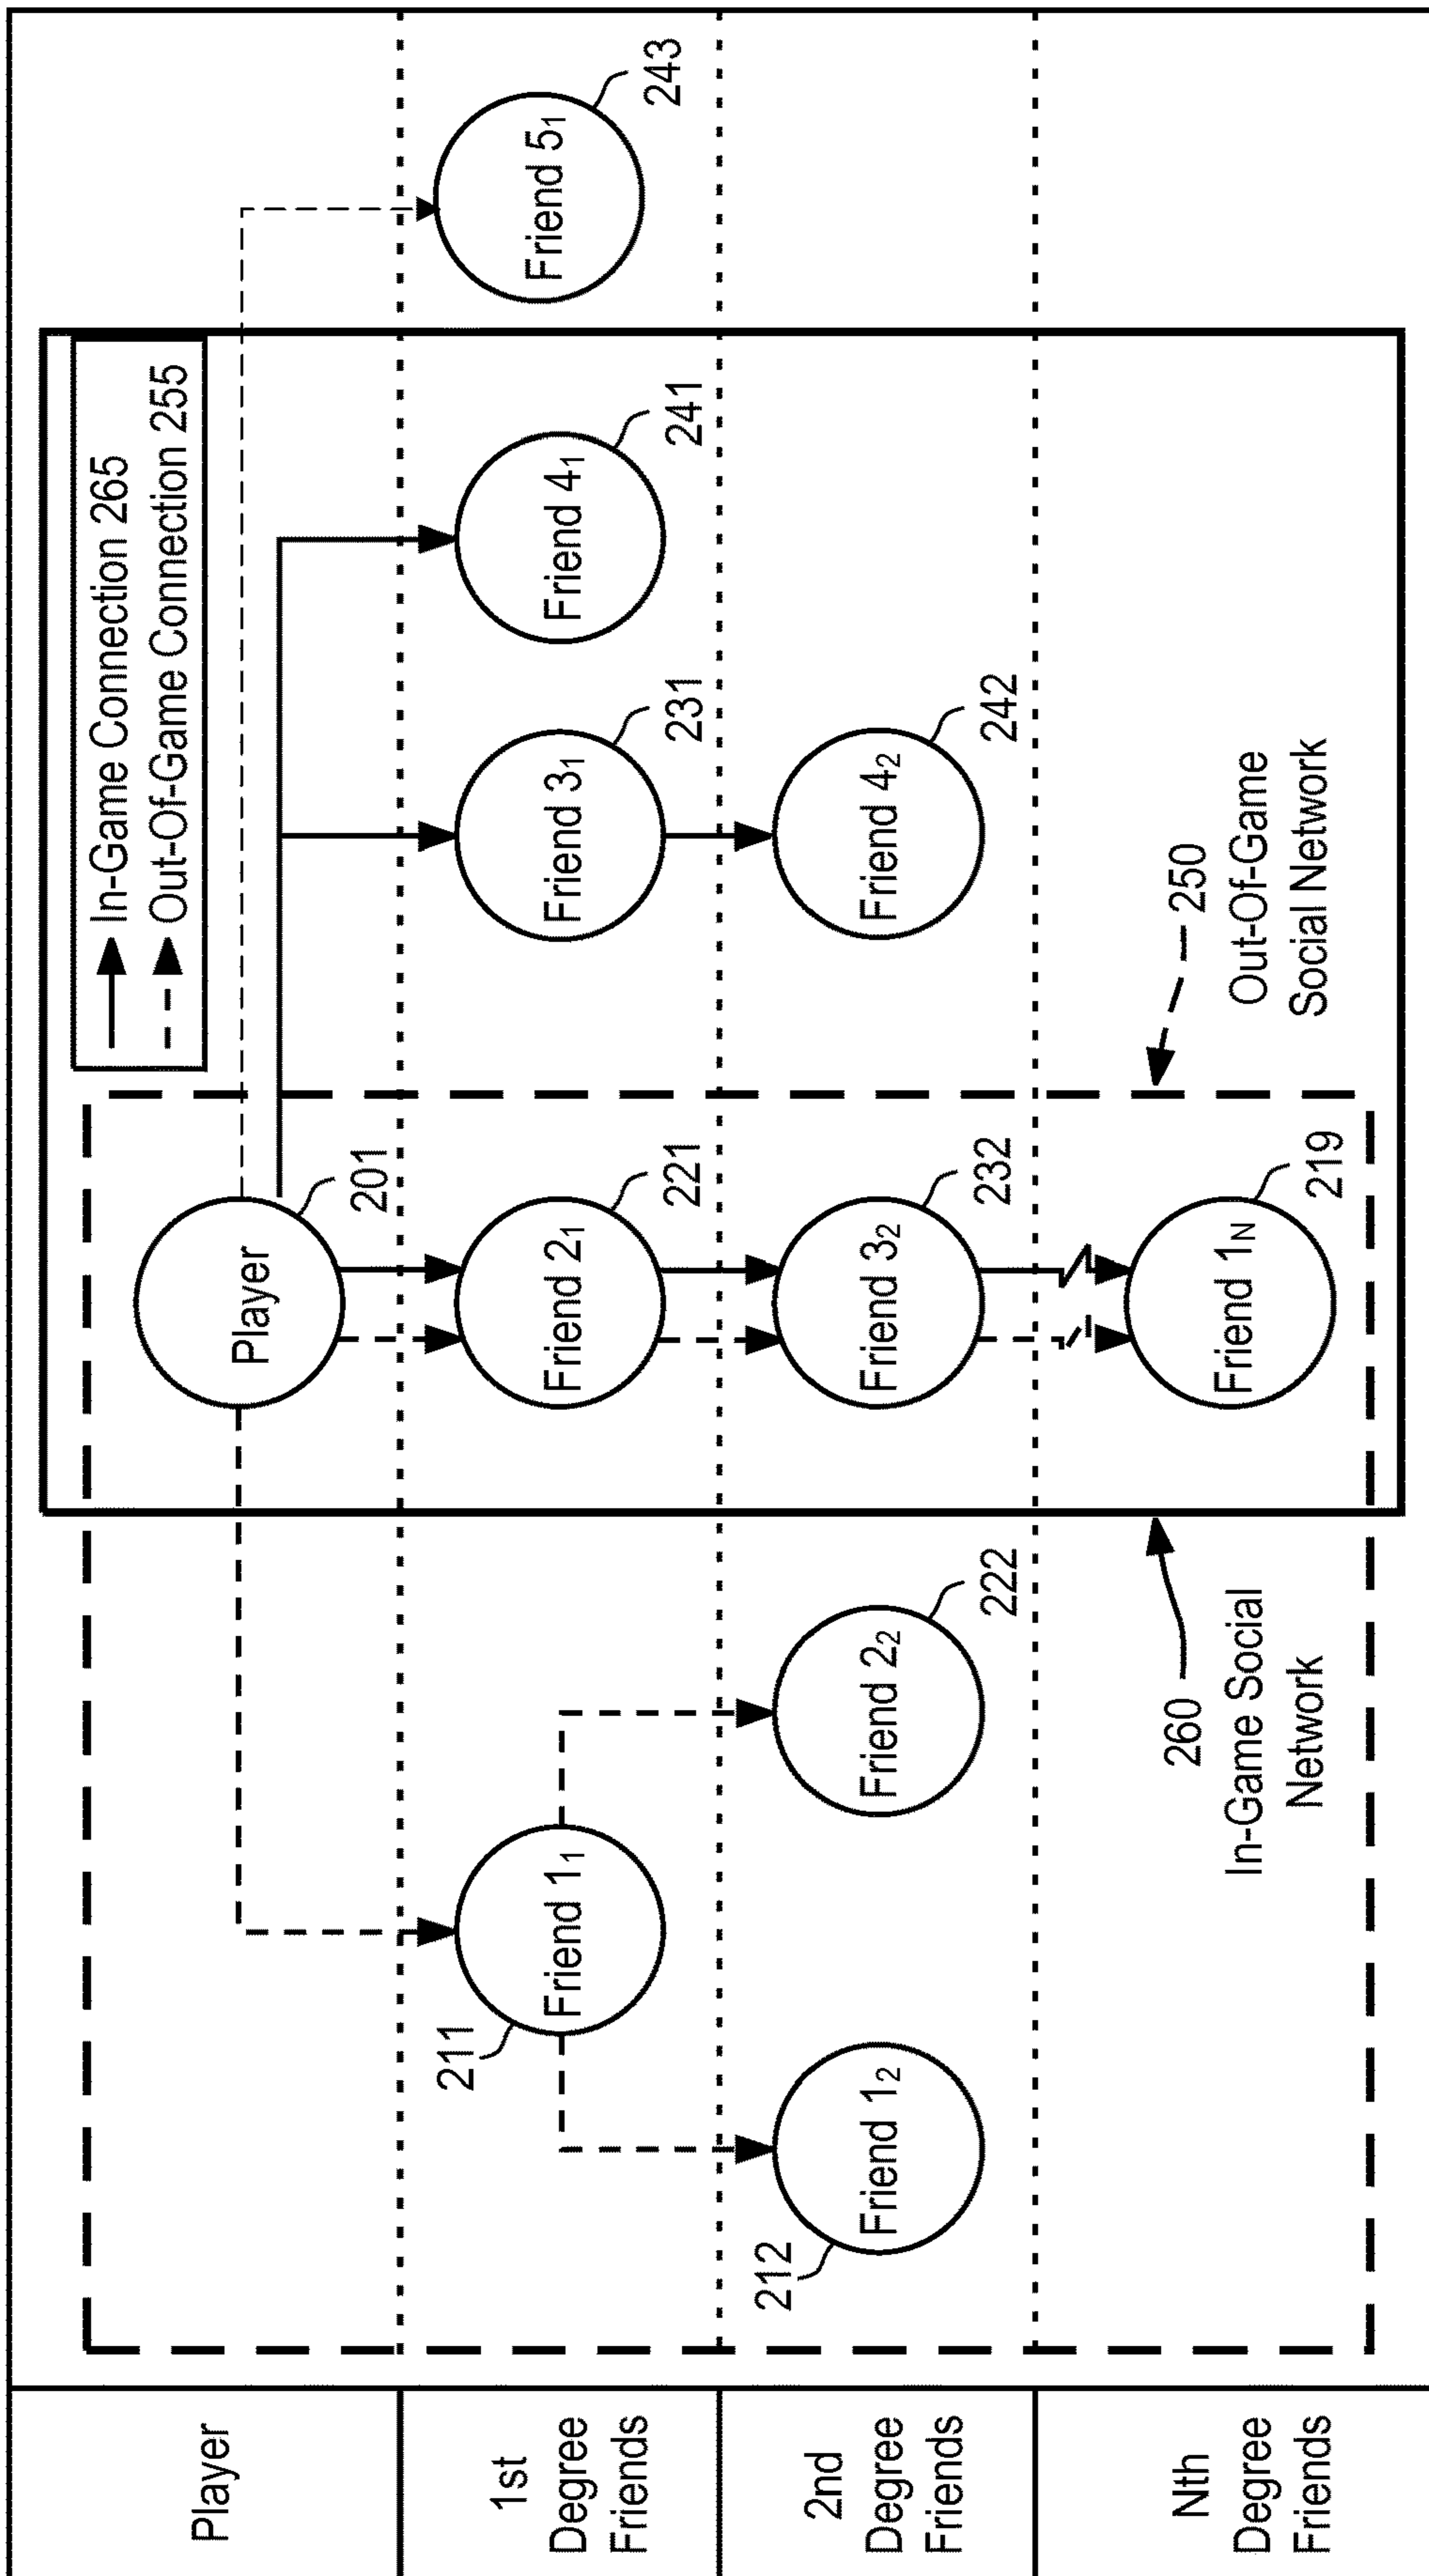 Player
1st
Degree
Friends
2nd
Degree
Friends
Nth
Degree
Friends
In-Game Connection 265
Out-Of-Game Connection 255
Player
201
211
Friend 1₁
Friend 2₁
221
Friend 3₁
231
Friend 4₁
241
Friend 5₁
243
212
Friend 1₂
Friend 2₂
222
Friend 3₂
232
Friend 4₂
242
Friend 1N
219
260
In-Game Social
Network
250
Out-Of-Game
Social Network